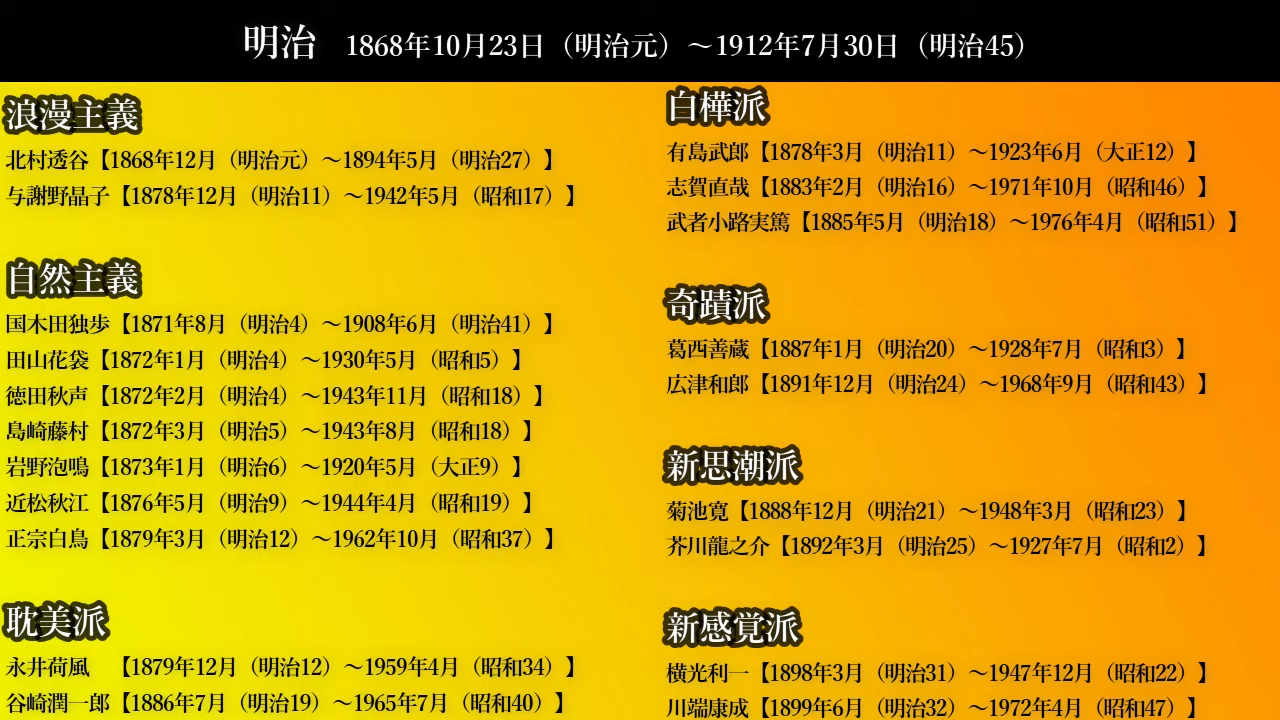 明治　1868年10月23日（明治元）～1912年7月30日（明治45）
浪漫主義
北村透谷【1868年12月（明治元）～1894年5月（明治27）】
与謝野晶子【1878年12月（明治11）～1942年5月（昭和17）】
自然主義
国木田独歩【1871年8月（明治4）～1908年6月（明治41）】
田山花袋【1872年1月（明治4）～1930年5月（昭和5）】
徳田秋声【1872年2月（明治4）～1943年11月（昭和18）】
島崎藤村【1872年3月（明治5）～1943年8月（昭和18）】
岩野泡鳴【1873年1月（明治6）～1920年5月（大正9）】
近松秋江【1876年5月（明治9）～1944年4月（昭和19）】
正宗白鳥【1879年3月（明治12）～1962年10月（昭和37）】
耽美派
永井荷風　【1879年12月（明治12）～1959年4月（昭和34）】
谷崎潤一郎【1886年7月（明治19）～1965年7月（昭和40）】
白樺派
有島武郎【1878年3月（明治11）～1923年6月（大正12）】
志賀直哉【1883年2月（明治16）～1971年10月（昭和46）】
武者小路実篤【1885年5月（明治18）～1976年4月（昭和51）】
奇蹟派
葛西善蔵【1887年1月（明治20）～1928年7月（昭和3）】
広津和郎【1891年12月（明治24）～1968年9月（昭和43）】
新思潮派
菊池寛【1888年12月（明治21）～1948年3月（昭和23）】
芥川龍之介【1892年3月（明治25）～1927年7月（昭和2）】
新感覚派
横光利一【1898年3月（明治31）～1947年12月（昭和22）】
川端康成【1899年6月（明治32）～1972年4月（昭和47）】